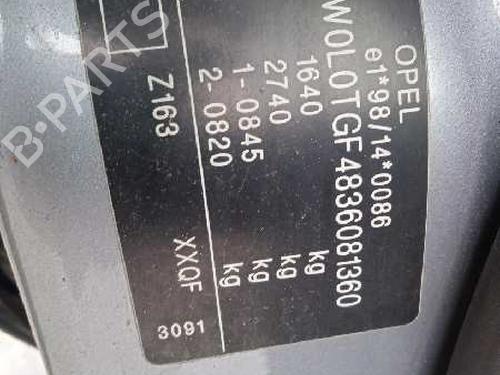 OPEL
e1*98/14*0086
W0L0TGF4836081360
1640 kg
2740 kg
1-0845 kg
2-0820 kg
Z163 XXQF
3091
B-PARTS